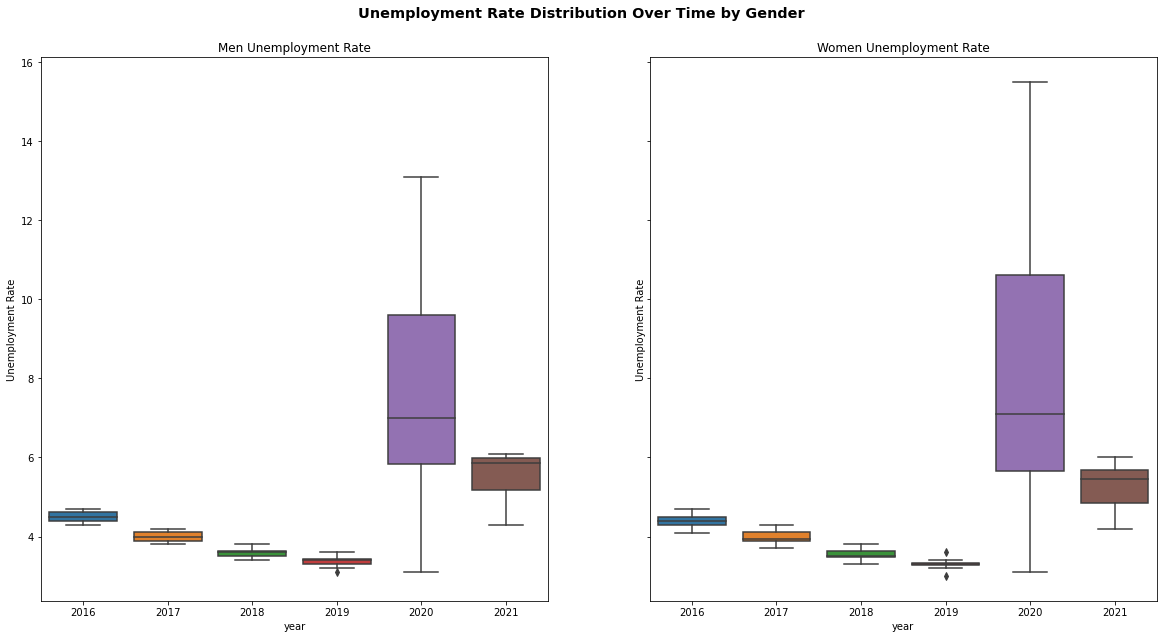 Unemployment Rate Distribution Over Time by Gender
Men Unemployment Rate
Unemployment Rate
16
14
12
10
8
6
4
2016 2017 2018 2019 2020 2021
year
Women Unemployment Rate
Unemployment Rate
2016 2017 2018 2019 2020 2021
year